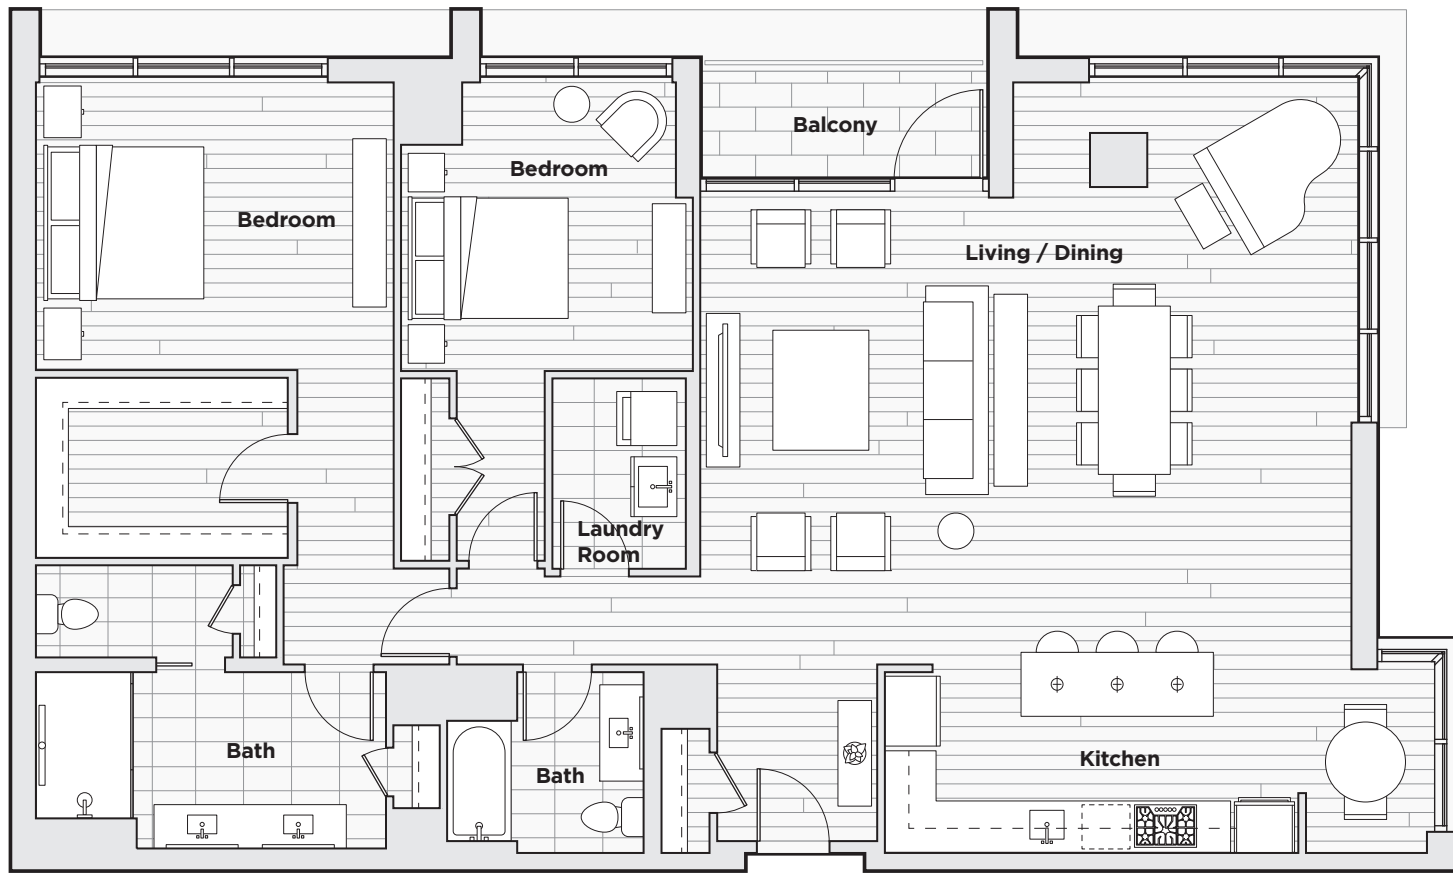 Balcony
Bedroom
Bedroom
Living / Dining
Laundry
Room
Bath
Bath
Kitchen